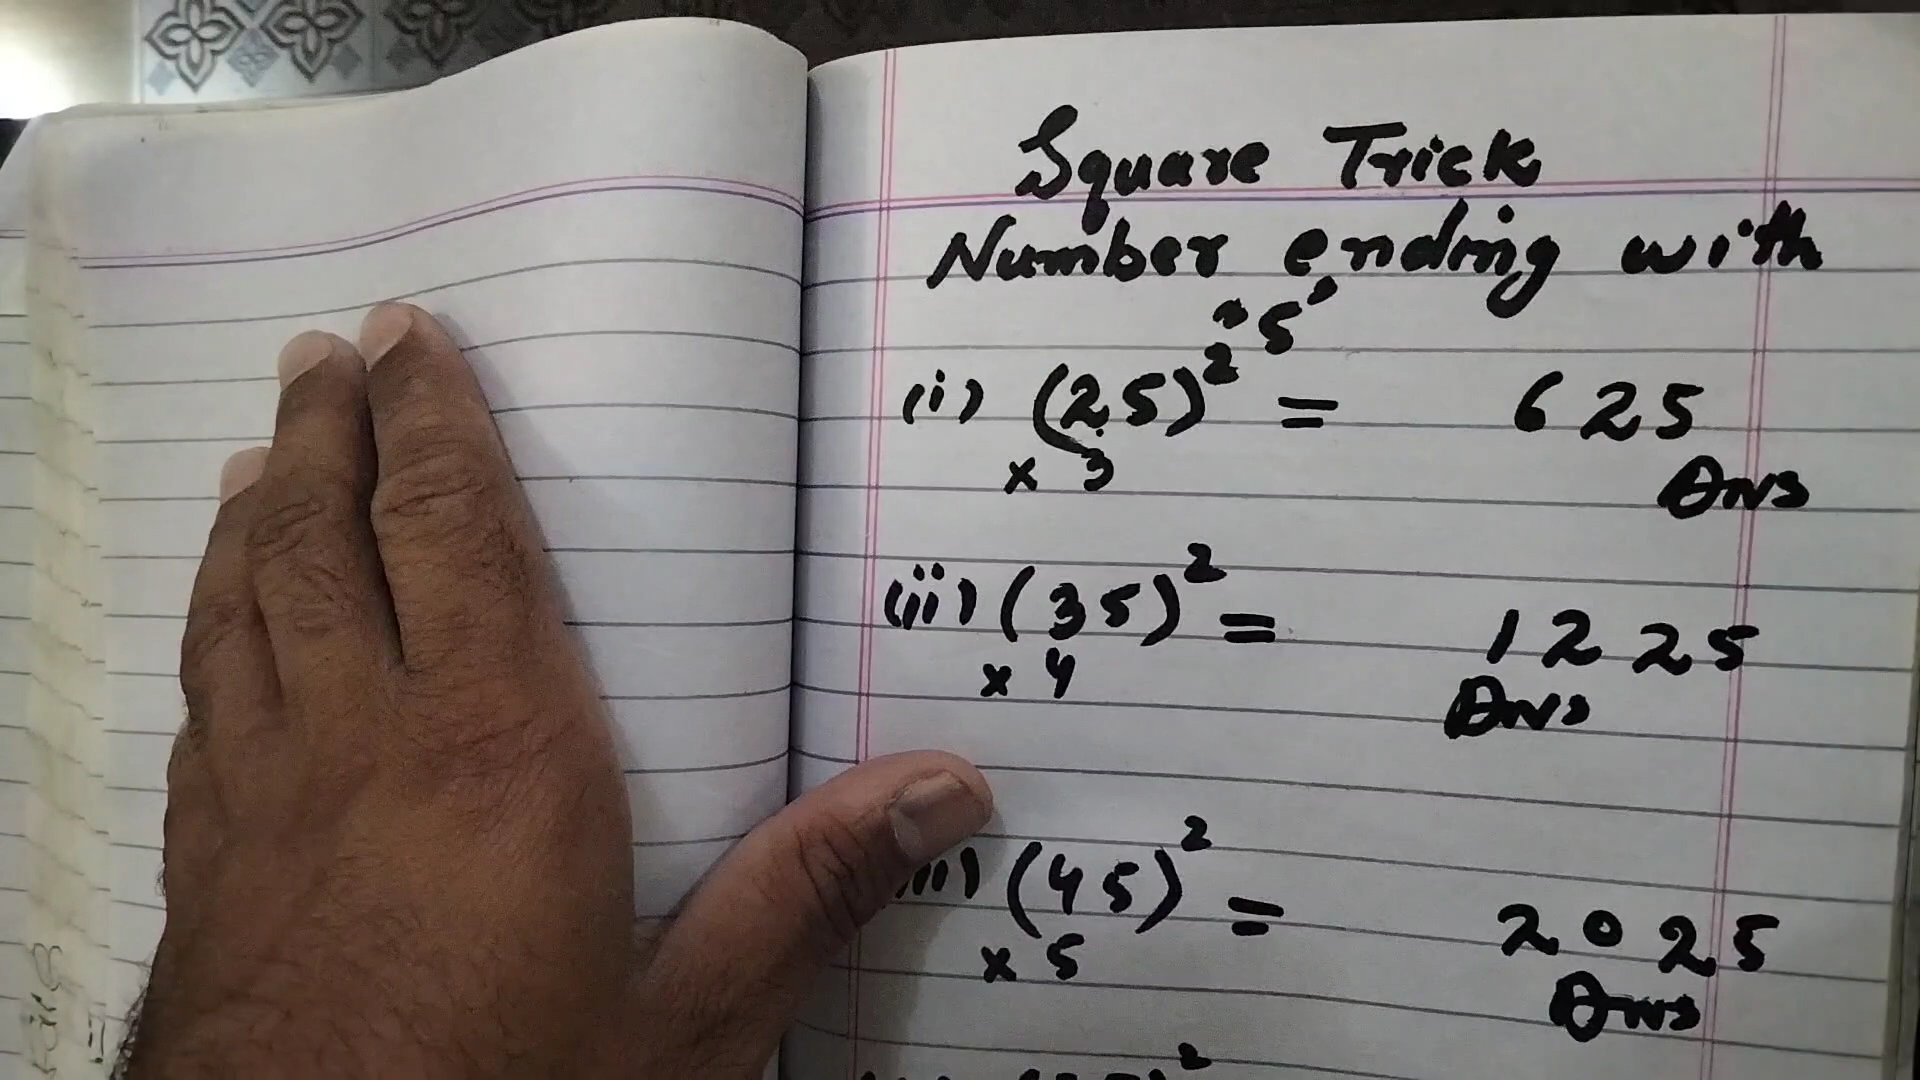 Square Trick
Number ending with
"5"
(i) (25)² = 625
x 3
Ans
(ii) (35)² = 1225
x 4
Ans
(45)² = 2025
x 5
Ans
2